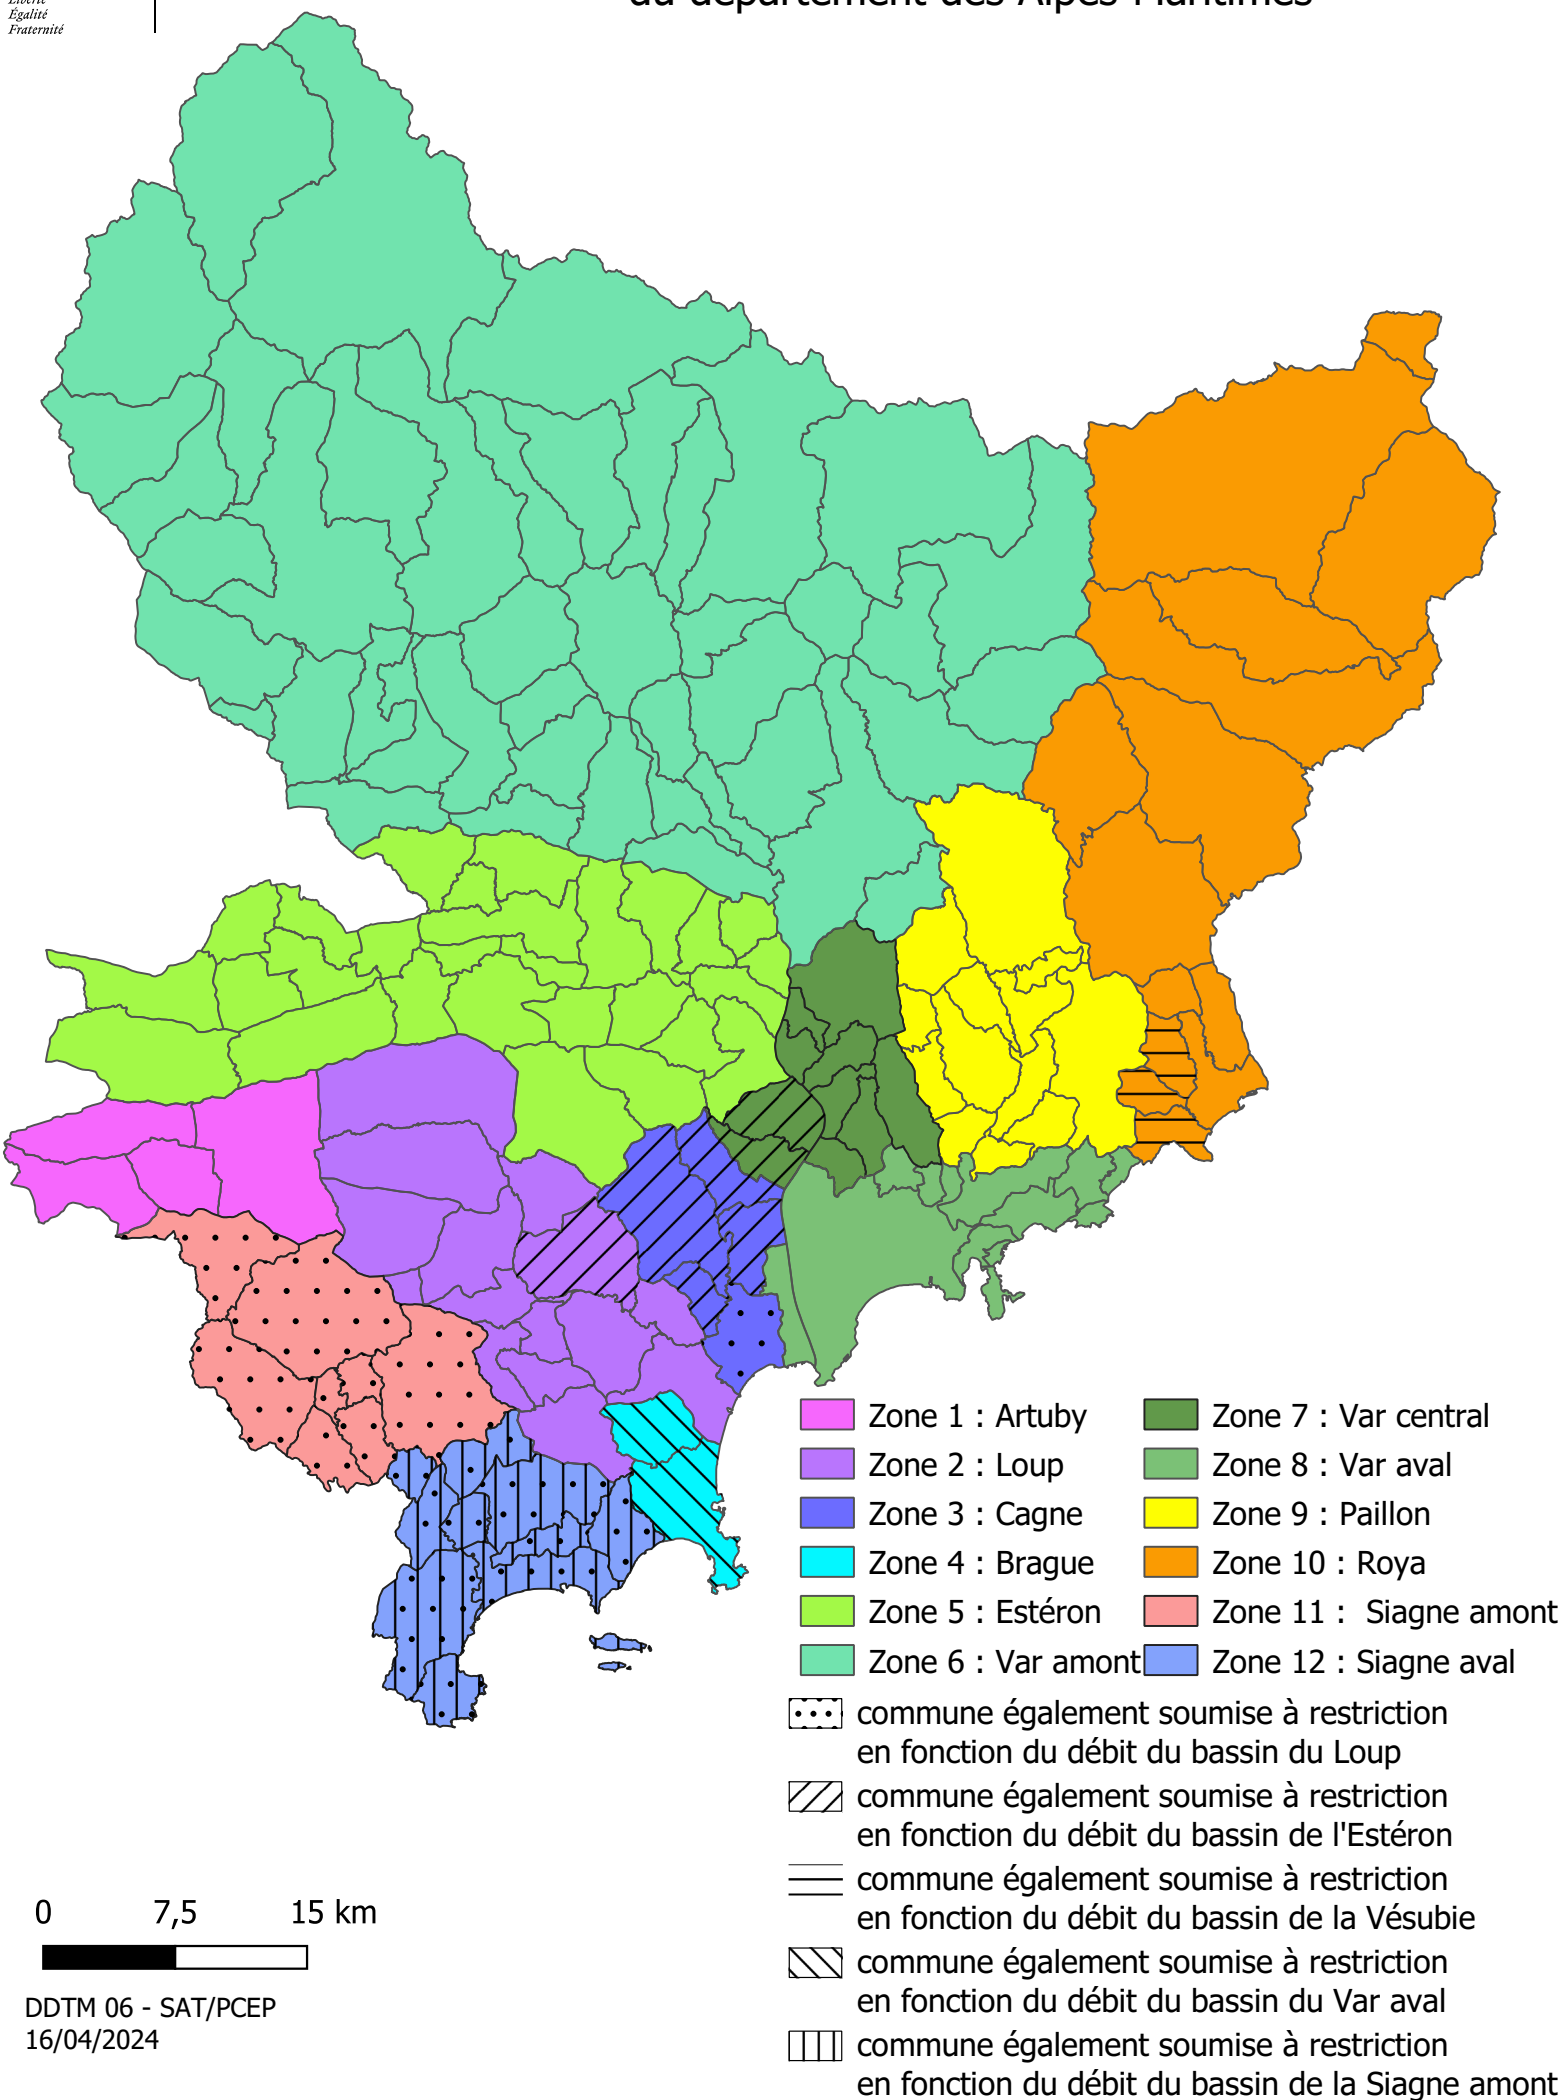 Liberté
Égalité
Fraternité
du département des Alpes-Maritimes
Zone 1 : Artuby
Zone 2 : Loup
Zone 3 : Cagne
Zone 4 : Brague
Zone 5 : Estéron
Zone 6 : Var amont
Zone 7 : Var central
Zone 8 : Var aval
Zone 9 : Paillon
Zone 10 : Roya
Zone 11 : Siagne amont
Zone 12 : Siagne aval
commune également soumise à restriction
en fonction du débit du bassin du Loup
commune également soumise à restriction
en fonction du débit du bassin de l'Estéron
commune également soumise à restriction
en fonction du débit du bassin de la Vésubie
commune également soumise à restriction
en fonction du débit du bassin du Var aval
commune également soumise à restriction
en fonction du débit du bassin de la Siagne amont
0 7,5 15 km
DDTM 06 - SAT/PCEP
16/04/2024